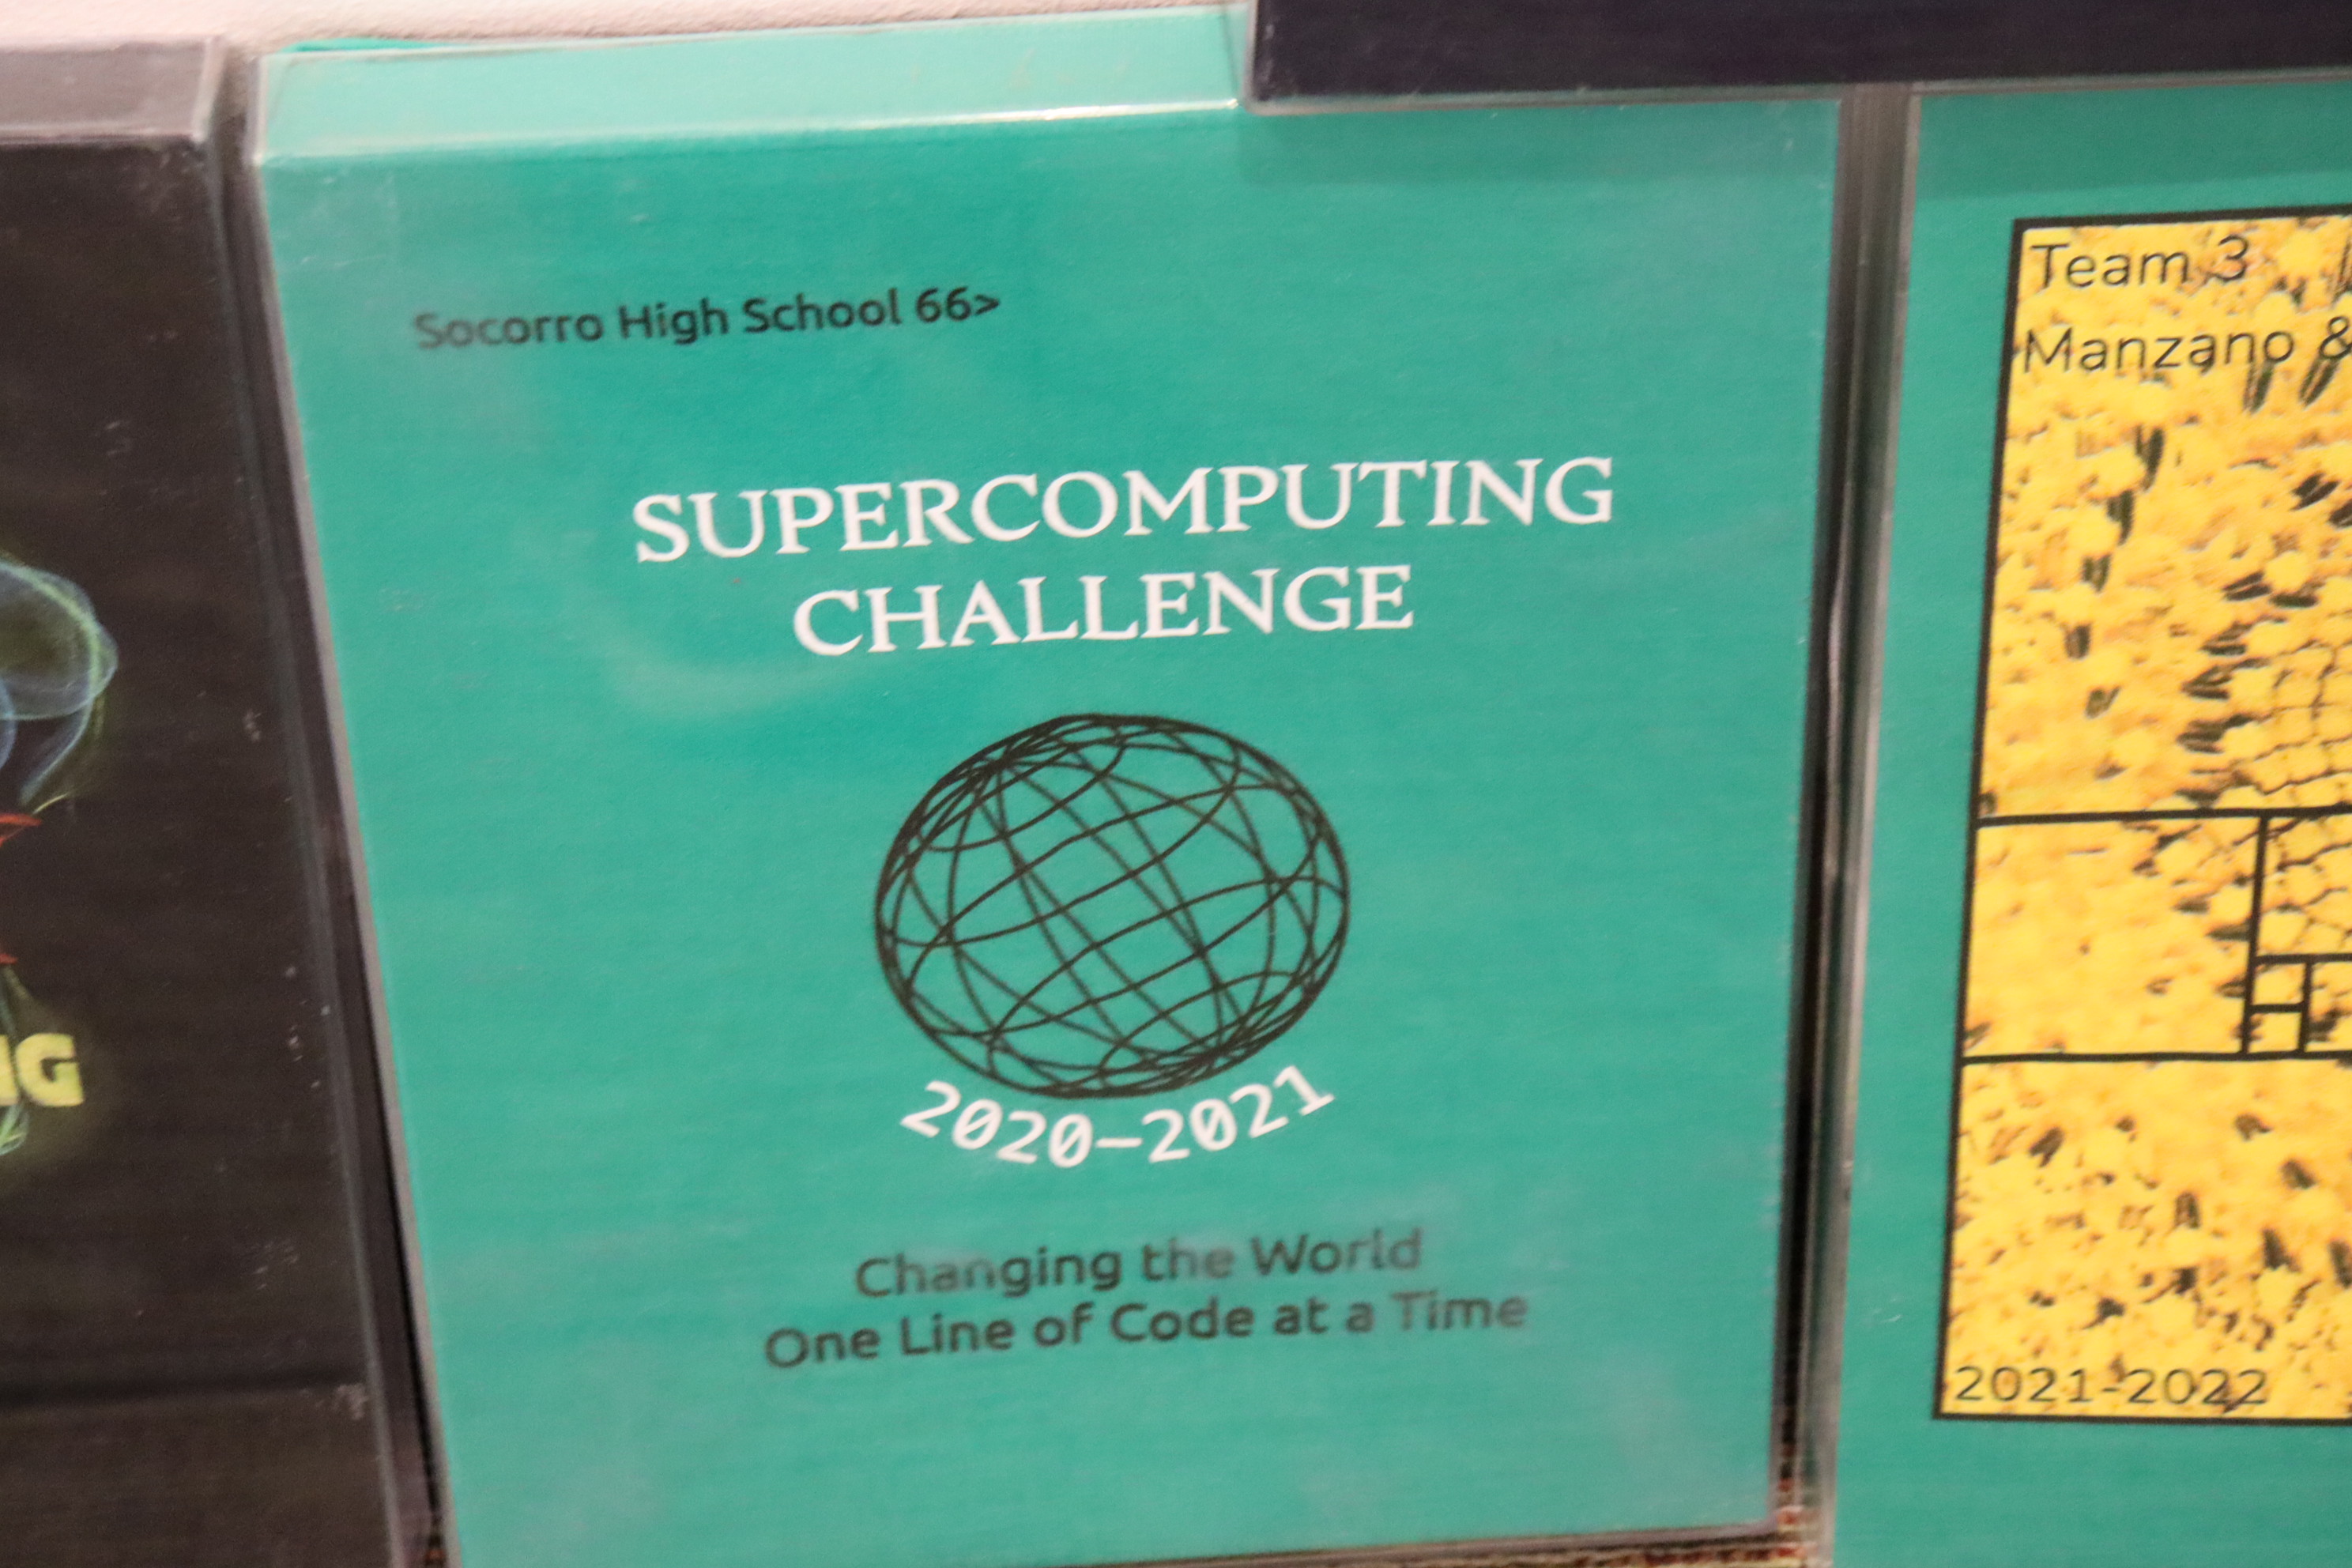 Socorro High School 66>
SUPERCOMPUTING
CHALLENGE
2020-2021
Changing the World
One Line of Code at a Time
Team 3
Manzano &
2021-2022